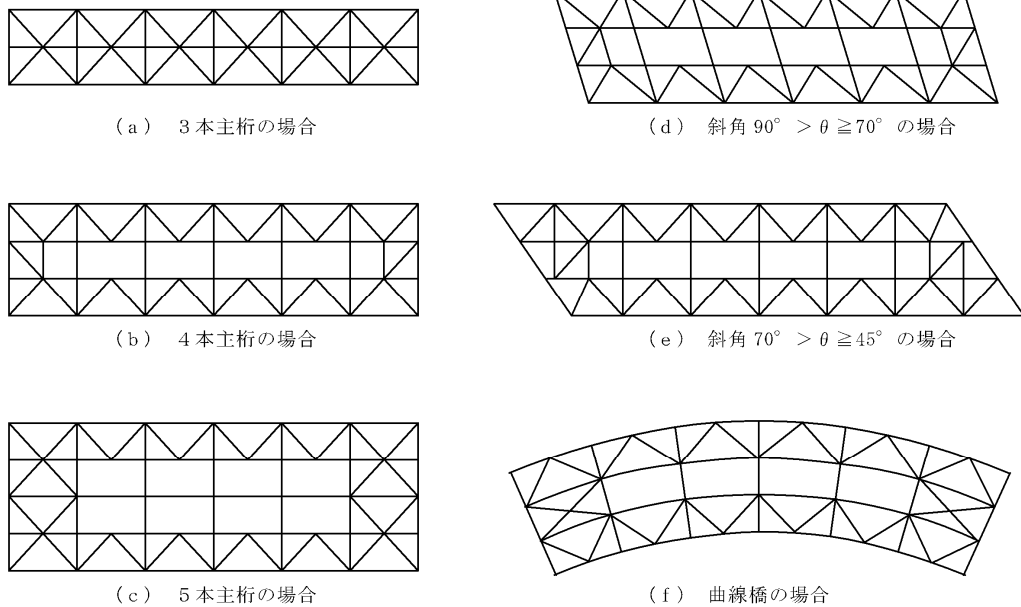 (a) 3本主桁の場合
(b) 4本主桁の場合
(c) 5本主桁の場合
(d) 斜角 90° > θ ≧ 70° の場合
(e) 斜角 70° > θ ≧ 45° の場合
(f) 曲線橋の場合